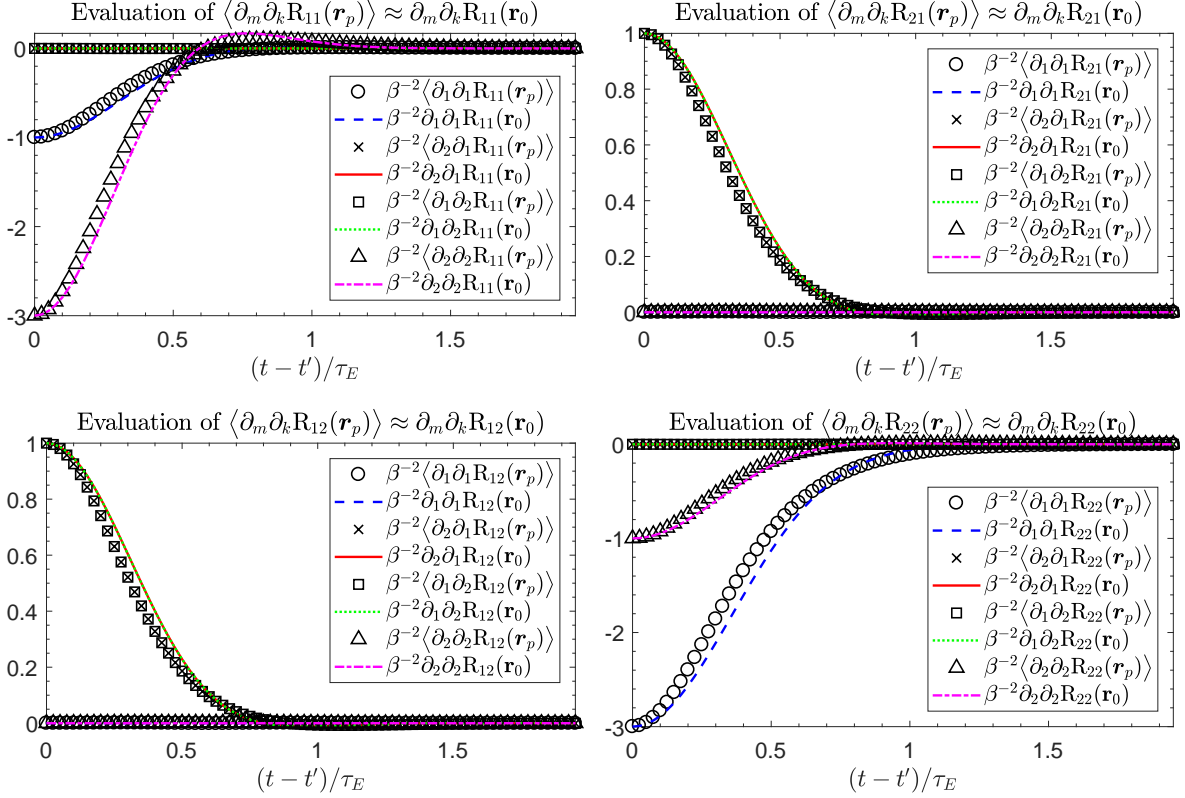 Evaluation of ⟨∂ₘ∂ₖR₁₁(𝒓ₚ)⟩ ≈ ∂ₘ∂ₖR₁₁(𝐫₀)
0
-1
-2
-3
0
0.5
1
1.5
(t − t′)/τ_E
β⁻²⟨∂₁∂₁R₁₁(𝒓ₚ)⟩
β⁻²∂₁∂₁R₁₁(𝐫₀)
β⁻²⟨∂₂∂₁R₁₁(𝒓ₚ)⟩
β⁻²∂₂∂₁R₁₁(𝐫₀)
β⁻²⟨∂₁∂₂R₁₁(𝒓ₚ)⟩
β⁻²∂₁∂₂R₁₁(𝐫₀)
β⁻²⟨∂₂∂₂R₁₁(𝒓ₚ)⟩
β⁻²∂₂∂₂R₁₁(𝐫₀)
Evaluation of ⟨∂ₘ∂ₖR₂₁(𝒓ₚ)⟩ ≈ ∂ₘ∂ₖR₂₁(𝐫₀)
1
0.8
0.6
0.4
0.2
0
0
0.5
1
1.5
(t − t′)/τ_E
β⁻²⟨∂₁∂₁R₂₁(𝒓ₚ)⟩
β⁻²∂₁∂₁R₂₁(𝐫₀)
β⁻²⟨∂₂∂₁R₂₁(𝒓ₚ)⟩
β⁻²∂₂∂₁R₂₁(𝐫₀)
β⁻²⟨∂₁∂₂R₂₁(𝒓ₚ)⟩
β⁻²∂₁∂₂R₂₁(𝐫₀)
β⁻²⟨∂₂∂₂R₂₁(𝒓ₚ)⟩
β⁻²∂₂∂₂R₂₁(𝐫₀)
Evaluation of ⟨∂ₘ∂ₖR₁₂(𝒓ₚ)⟩ ≈ ∂ₘ∂ₖR₁₂(𝐫₀)
1
0.8
0.6
0.4
0.2
0
0
0.5
1
1.5
(t − t′)/τ_E
β⁻²⟨∂₁∂₁R₁₂(𝒓ₚ)⟩
β⁻²∂₁∂₁R₁₂(𝐫₀)
β⁻²⟨∂₂∂₁R₁₂(𝒓ₚ)⟩
β⁻²∂₂∂₁R₁₂(𝐫₀)
β⁻²⟨∂₁∂₂R₁₂(𝒓ₚ)⟩
β⁻²∂₁∂₂R₁₂(𝐫₀)
β⁻²⟨∂₂∂₂R₁₂(𝒓ₚ)⟩
β⁻²∂₂∂₂R₁₂(𝐫₀)
Evaluation of ⟨∂ₘ∂ₖR₂₂(𝒓ₚ)⟩ ≈ ∂ₘ∂ₖR₂₂(𝐫₀)
0
-1
-2
-3
0
0.5
1
1.5
(t − t′)/τ_E
β⁻²⟨∂₁∂₁R₂₂(𝒓ₚ)⟩
β⁻²∂₁∂₁R₂₂(𝐫₀)
β⁻²⟨∂₂∂₁R₂₂(𝒓ₚ)⟩
β⁻²∂₂∂₁R₂₂(𝐫₀)
β⁻²⟨∂₁∂₂R₂₂(𝒓ₚ)⟩
β⁻²∂₁∂₂R₂₂(𝐫₀)
β⁻²⟨∂₂∂₂R₂₂(𝒓ₚ)⟩
β⁻²∂₂∂₂R₂₂(𝐫₀)